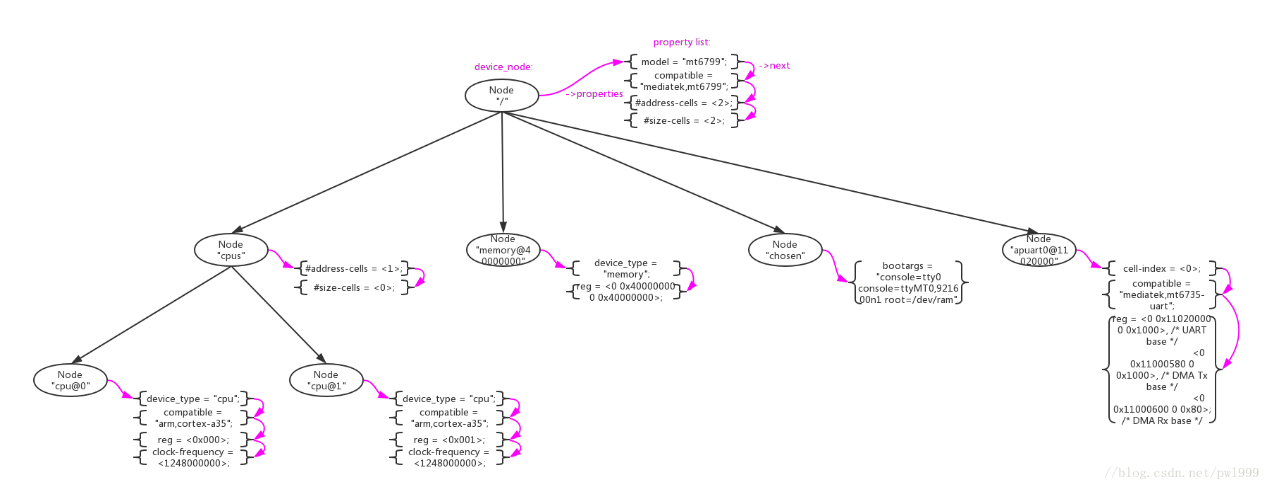 property list:
device_node:
Node
"/"
->properties
model = "mt6799";
->next
compatible =
"mediatek,mt6799";
#address-cells = <2>;
#size-cells = <2>;
Node
"cpus"
#address-cells = <1>;
#size-cells = <0>;
Node
"memory@4
0000000"
device_type =
"memory";
reg = <0 0x40000000
0 0x40000000>;
Node
"chosen"
bootargs =
"console=tty0
console=ttyMT0,9216
00n1 root=/dev/ram"
Node
"apuart0@11
020000"
cell-index = <0>;
compatible =
"mediatek,mt6735-
uart";
reg = <0 0x11020000
0 0x1000>, /* UART
base */
<0
0x11000580 0
0x1000>, /* DMA Tx
base */
<0
0x11000600 0 0x80>;
/* DMA Rx base */
Node
"cpu@0"
device_type = "cpu";
compatible =
"arm,cortex-a35";
reg = <0x000>;
clock-frequency =
<1248000000>;
Node
"cpu@1"
device_type = "cpu";
compatible =
"arm,cortex-a35";
reg = <0x001>;
clock-frequency =
<1248000000>;
//blog.csdn.net/pwl999